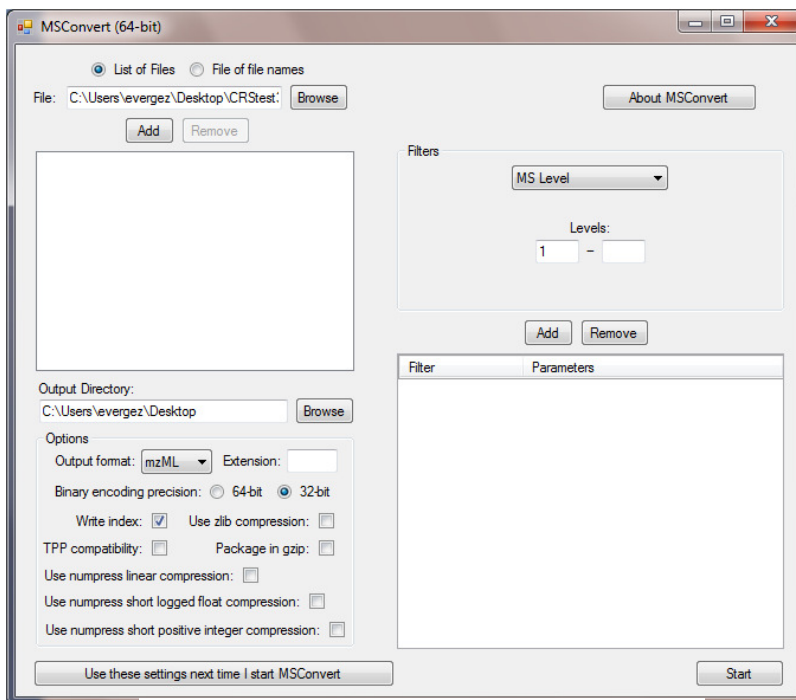 MSConvert (64-bit)
List of Files File of file names
File: C:\Users\evergez\Desktop\CRStest Browse
About MSConvert
Add Remove
Filters
MS Level
Levels:
1 –
Add Remove
Filter Parameters
Output Directory:
C:\Users\evergez\Desktop Browse
Options
Output format: mzML Extension:
Binary encoding precision: 64-bit 32-bit
Write index: Use zlib compression:
TPP compatibility: Package in gzip:
Use numpress linear compression:
Use numpress short logged float compression:
Use numpress short positive integer compression:
Use these settings next time I start MSConvert
Start